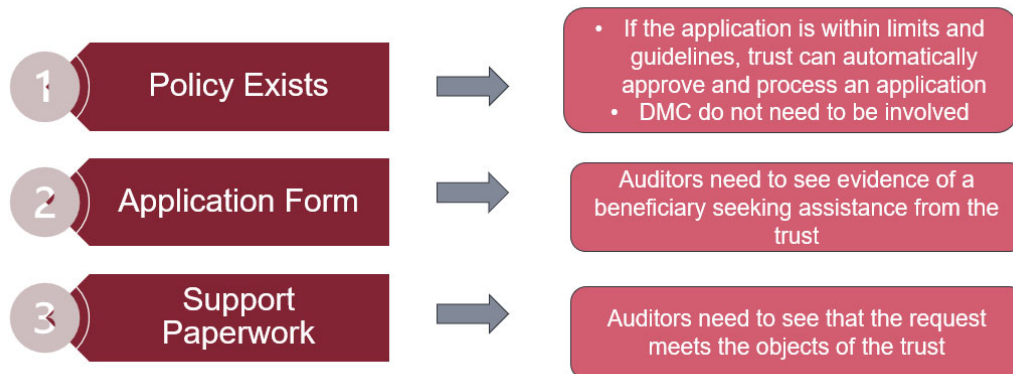 1
Policy Exists
• If the application is within limits and
guidelines, trust can automatically
approve and process an application
• DMC do not need to be involved
2
Application Form
Auditors need to see evidence of a
beneficiary seeking assistance from the
trust
3
Support
Paperwork
Auditors need to see that the request
meets the objects of the trust